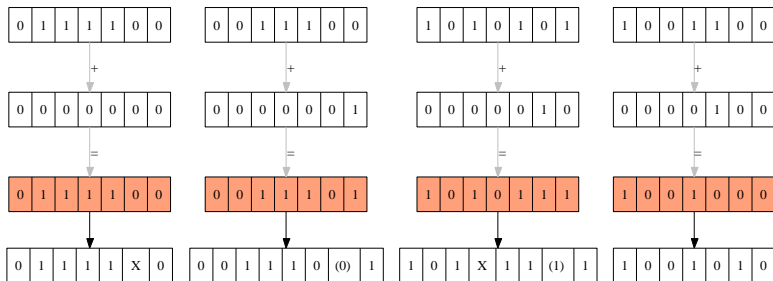 0 1 1 1 1 0 0 0 0 1 1 1 0 0 1 0 1 0 1 0 1 1 0 0 1 1 0 0
+ + + +
0 0 0 0 0 0 0 0 0 0 0 0 0 1 0 0 0 0 0 1 0 0 0 0 0 1 0 0
= = = =
0 1 1 1 1 0 0 0 0 1 1 1 0 1 1 0 1 0 1 1 1 1 0 0 1 0 0 0
0 1 1 1 1 X 0 0 0 1 1 1 0 (0) 1 1 0 1 X 1 1 (1) 1 1 0 0 1 0 1 0